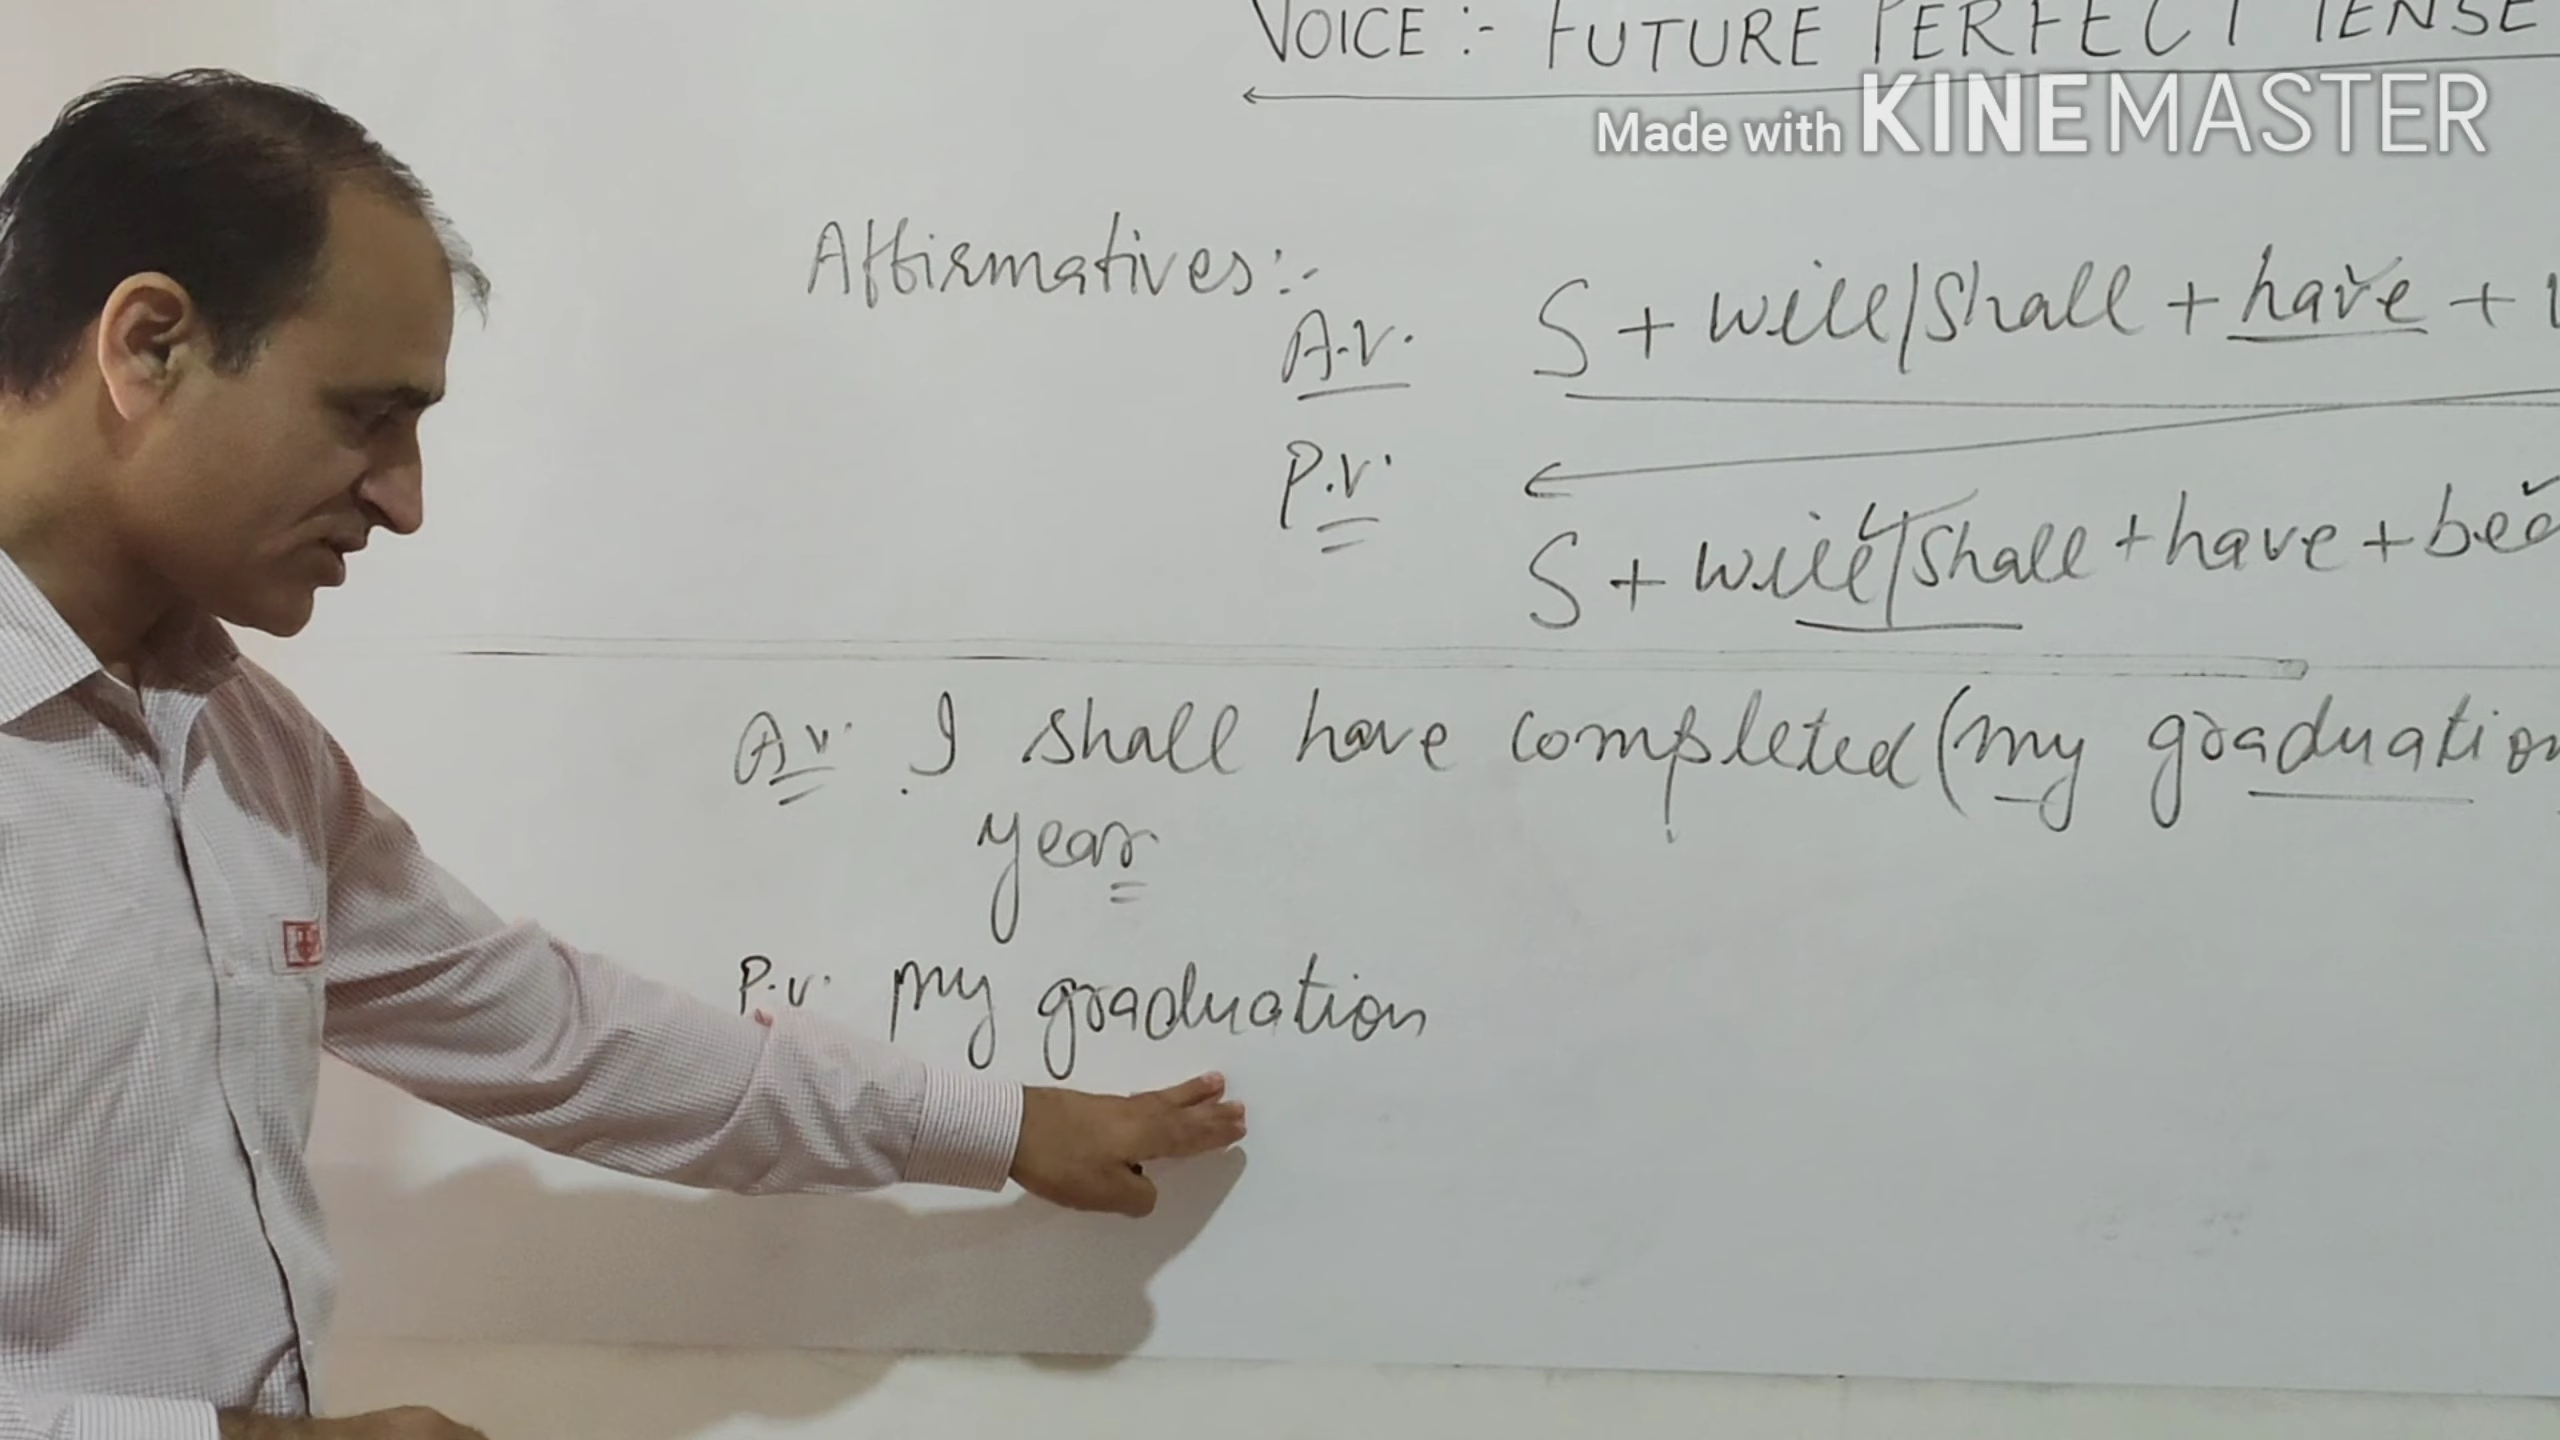 VOICE :- FUTURE PERFECT TENSE
Made with KINEMASTER
Affirmatives:-
A.V. S + will/shall + have +
P.V.
S + will/shall + have + bee
A.V. I shall have completed (my graduation
year
P.V. my graduation